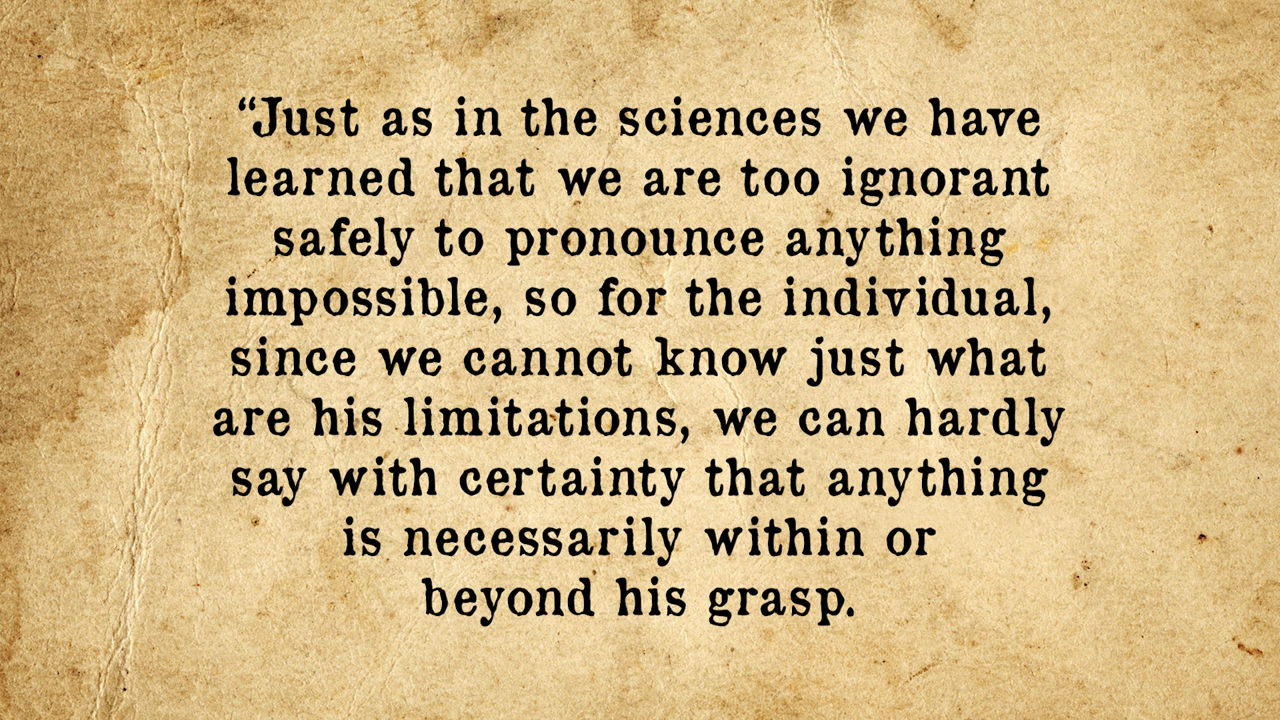 “Just as in the sciences we have
learned that we are too ignorant
safely to pronounce anything
impossible, so for the individual,
since we cannot know just what
are his limitations, we can hardly
say with certainty that anything
is necessarily within or
beyond his grasp.